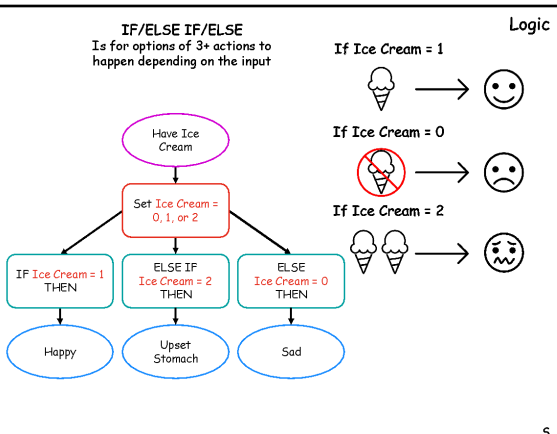 Logic
IF/ELSE IF/ELSE
Is for options of 3+ actions to
happen depending on the input
If Ice Cream = 1
If Ice Cream = 0
If Ice Cream = 2
Have Ice
Cream
Set Ice Cream =
0, 1, or 2
IF Ice Cream = 1
THEN
ELSE IF
Ice Cream = 2
THEN
ELSE
Ice Cream = 0
THEN
Happy
Upset
Stomach
Sad